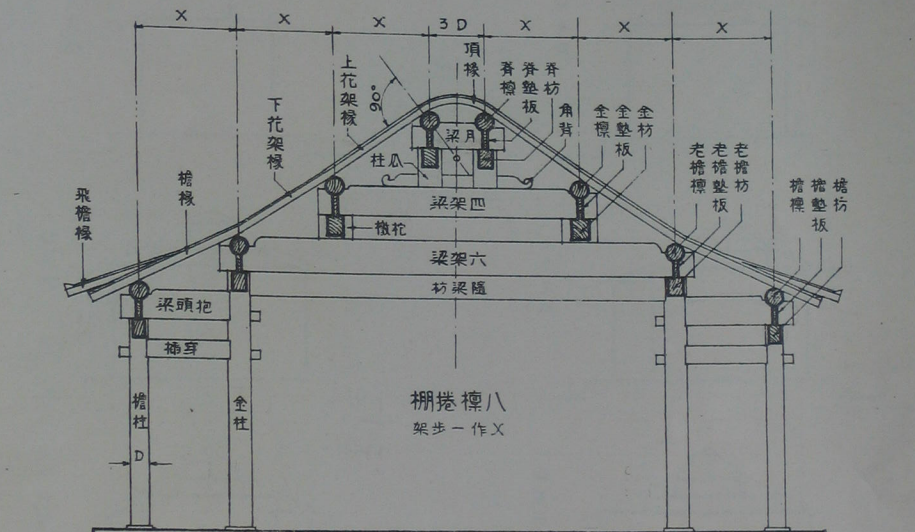 X
X
X
3D
X
X
X
頂椽
上花架椽
90°
下花架椽
檐椽
飛檐椽
脊檁
脊墊板
脊枋
角背
金檁
金墊板
金枋
老檐檁
老檐墊板
老檐枋
檐檁
檐墊板
檐枋
月梁
瓜柱
四架梁
柁橔
六架梁
隨梁枋
抱頭梁
穿插
檐柱
金柱
D
八檁捲棚
X作一步架